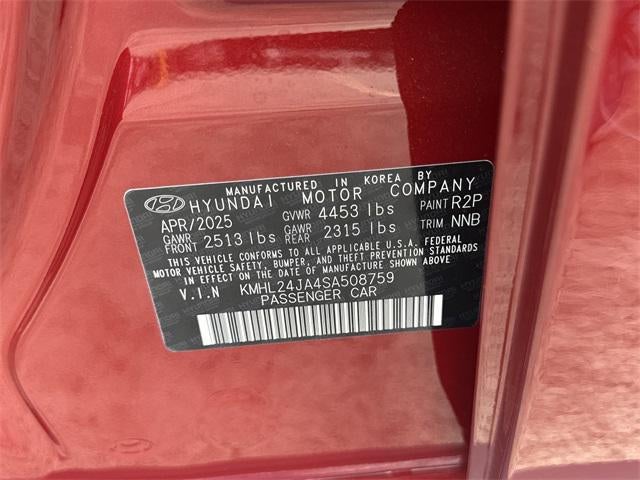 MANUFACTURED IN KOREA BY
HYUNDAI MOTOR COMPANY
APR/2025 GVWR 4453 lbs PAINT R2P
GAWR FRONT 2513 lbs GAWR REAR 2315 lbs TRIM NNB
THIS VEHICLE CONFORMS TO ALL APPLICABLE U.S.A. FEDERAL
MOTOR VEHICLE SAFETY, BUMPER, AND THEFT PREVENTION STANDARDS
IN EFFECT ON THE DATE OF MANUFACTURE SHOWN ABOVE.
V.I.N KMHL24JA4SA508759
PASSENGER CAR